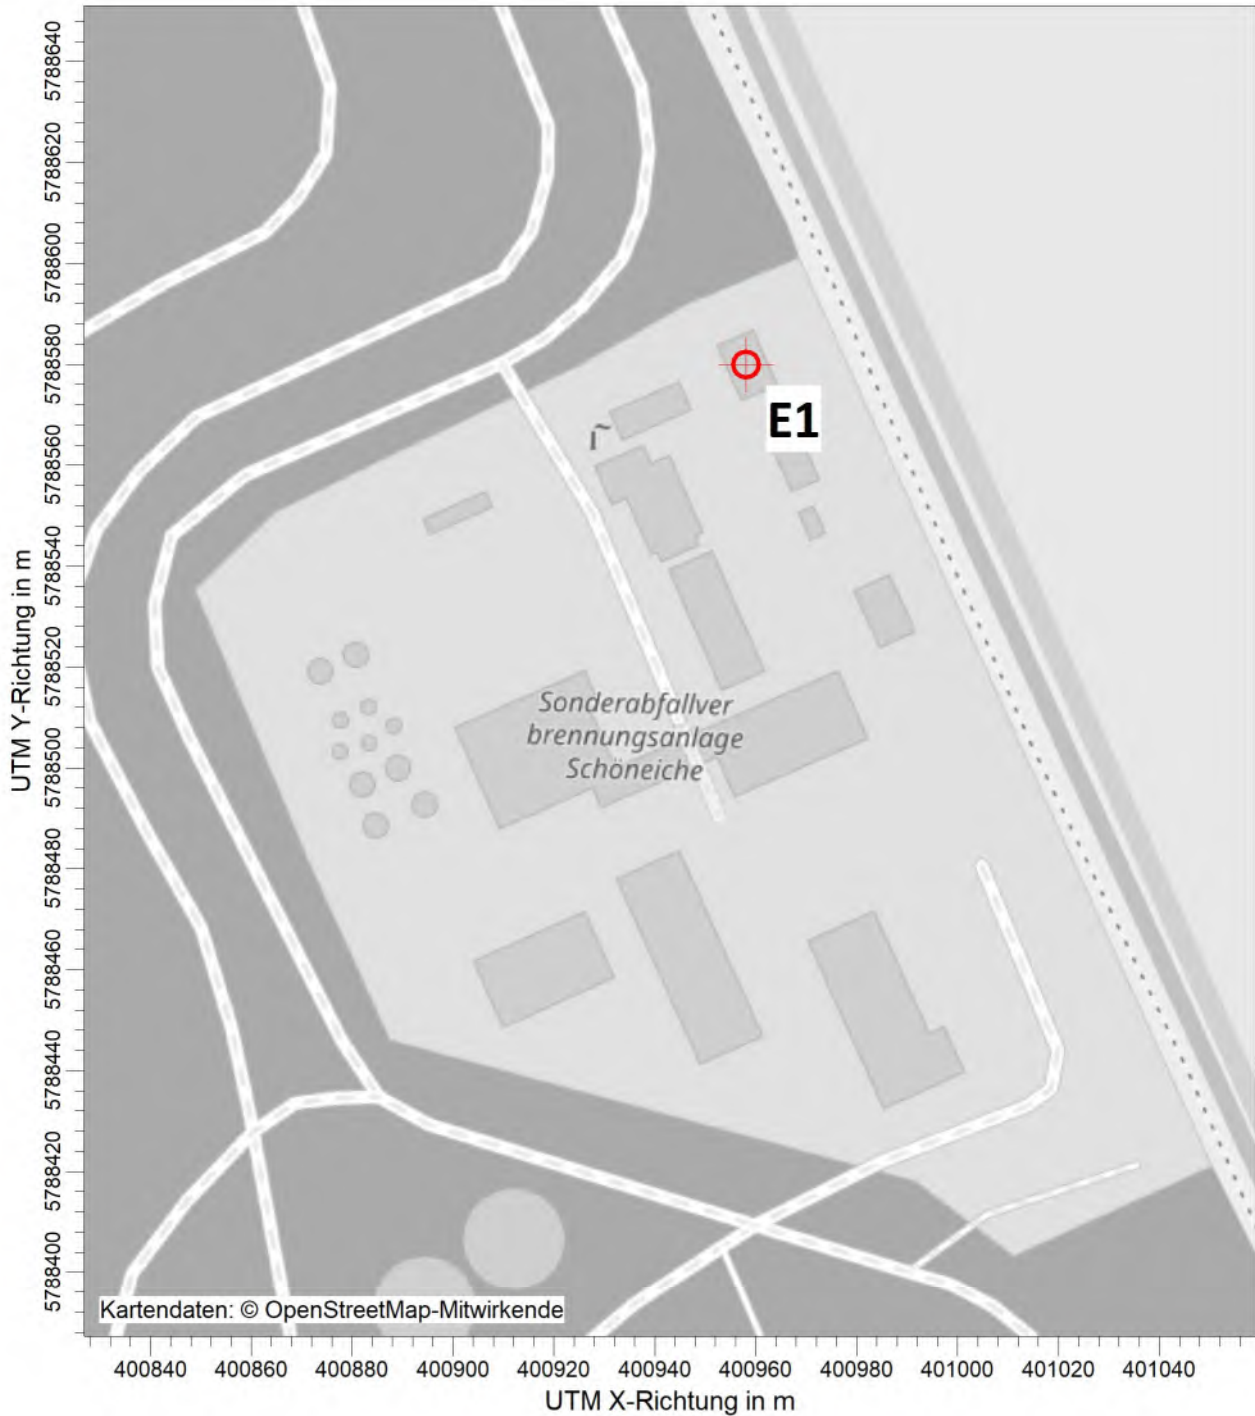 5788640
5788620
5788600
5788580
5788560
5788540
5788520
5788500
5788480
5788460
5788440
5788420
5788400
UTM Y-Richtung in m
E1
Sonderabfallver
brennungsanlage
Schöneiche
Kartendaten: © OpenStreetMap-Mitwirkende
400840 400860 400880 400900 400920 400940 400960 400980 401000 401020 401040
UTM X-Richtung in m